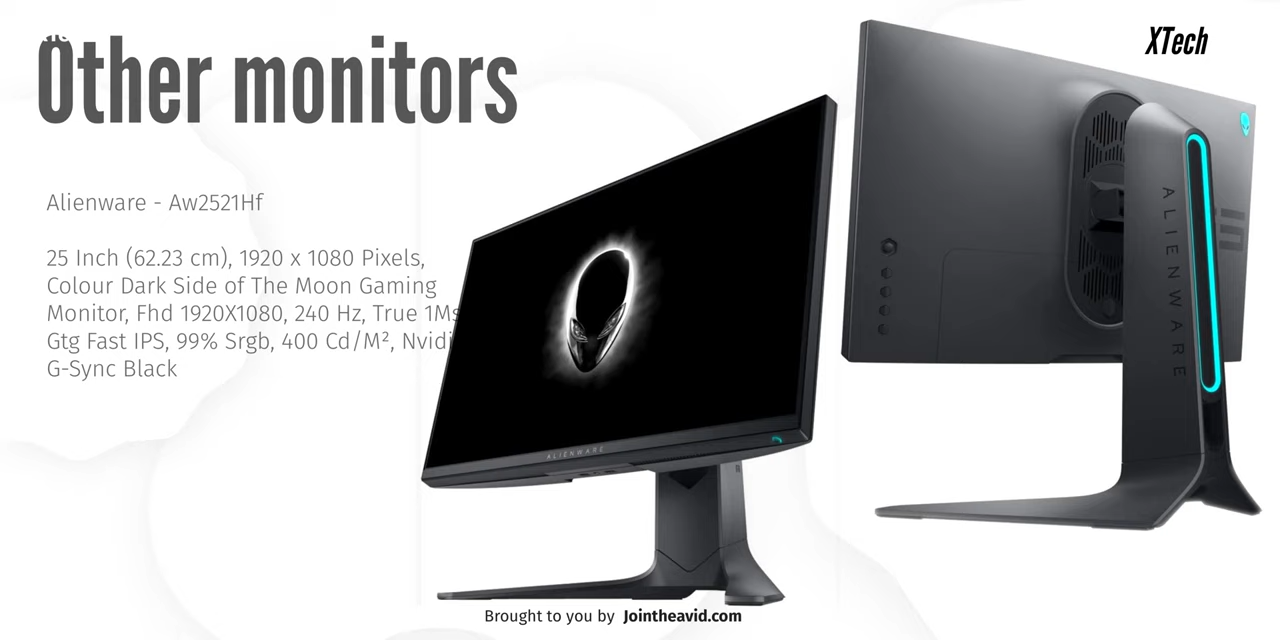 Other monitors
XTech
Alienware - Aw2521Hf
25 Inch (62.23 cm), 1920 x 1080 Pixels,
Colour Dark Side of The Moon Gaming
Monitor, Fhd 1920X1080, 240 Hz, True 1Ms
Gtg Fast IPS, 99% Srgb, 400 Cd/M², Nvidi
G-Sync Black
ALIENWARE
ALIENWARE
Brought to you by Jointheavid.com